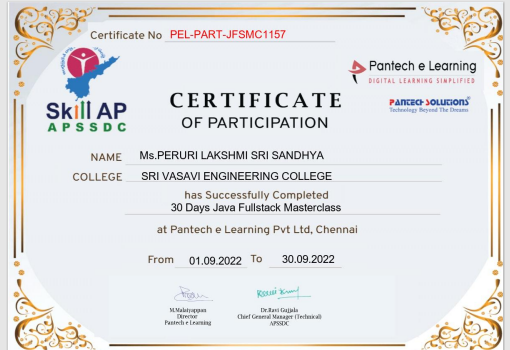 Certificate No PEL-PART-JFSMC1157
Skill AP
APSSDC
Pantech e Learning
DIGITAL LEARNING SIMPLIFIED
PANTECH SOLUTIONS
Technology Beyond The Dreams
CERTIFICATE
OF PARTICIPATION
NAME Ms.PERURI LAKSHMI SRI SANDHYA
COLLEGE SRI VASAVI ENGINEERING COLLEGE
has Successfully Completed
30 Days Java Fullstack Masterclass
at Pantech e Learning Pvt Ltd, Chennai
From 01.09.2022 To 30.09.2022
M.Malaiyappan
Director
Pantech e Learning
Dr.Ravi Gujjala
Chief General Manager (Technical)
APSSDC